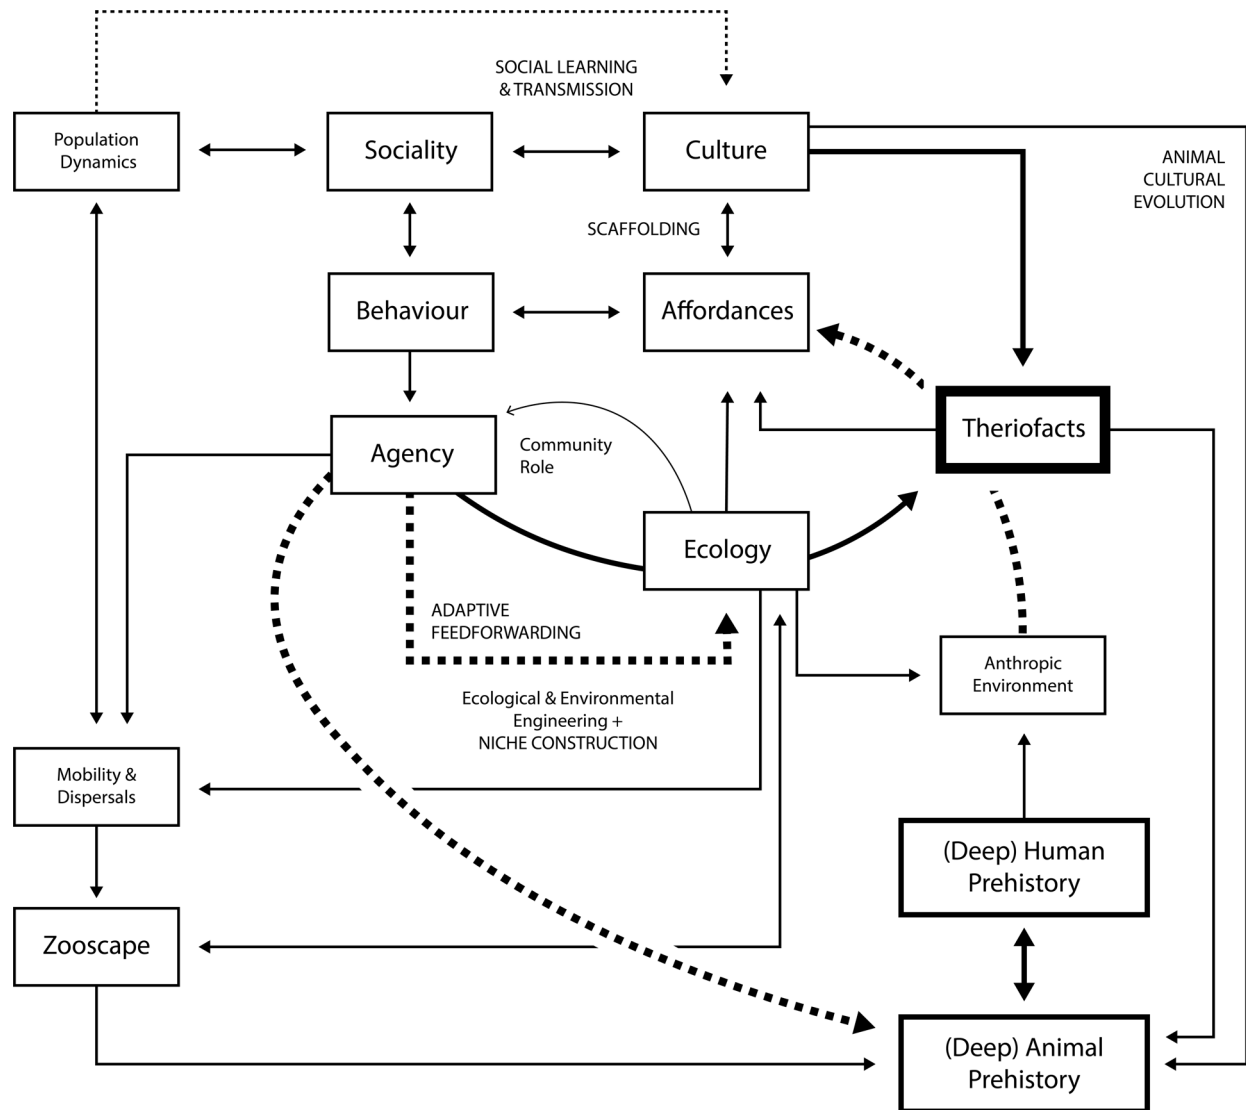 SOCIAL LEARNING
& TRANSMISSION
Population
Dynamics
Sociality
Culture
ANIMAL
CULTURAL
EVOLUTION
SCAFFOLDING
Behaviour
Affordances
Theriofacts
Agency
Community
Role
Ecology
ADAPTIVE
FEEDFORWARDING
Anthropic
Environment
Ecological & Environmental
Engineering +
NICHE CONSTRUCTION
Mobility &
Dispersals
(Deep) Human
Prehistory
Zooscape
(Deep) Animal
Prehistory